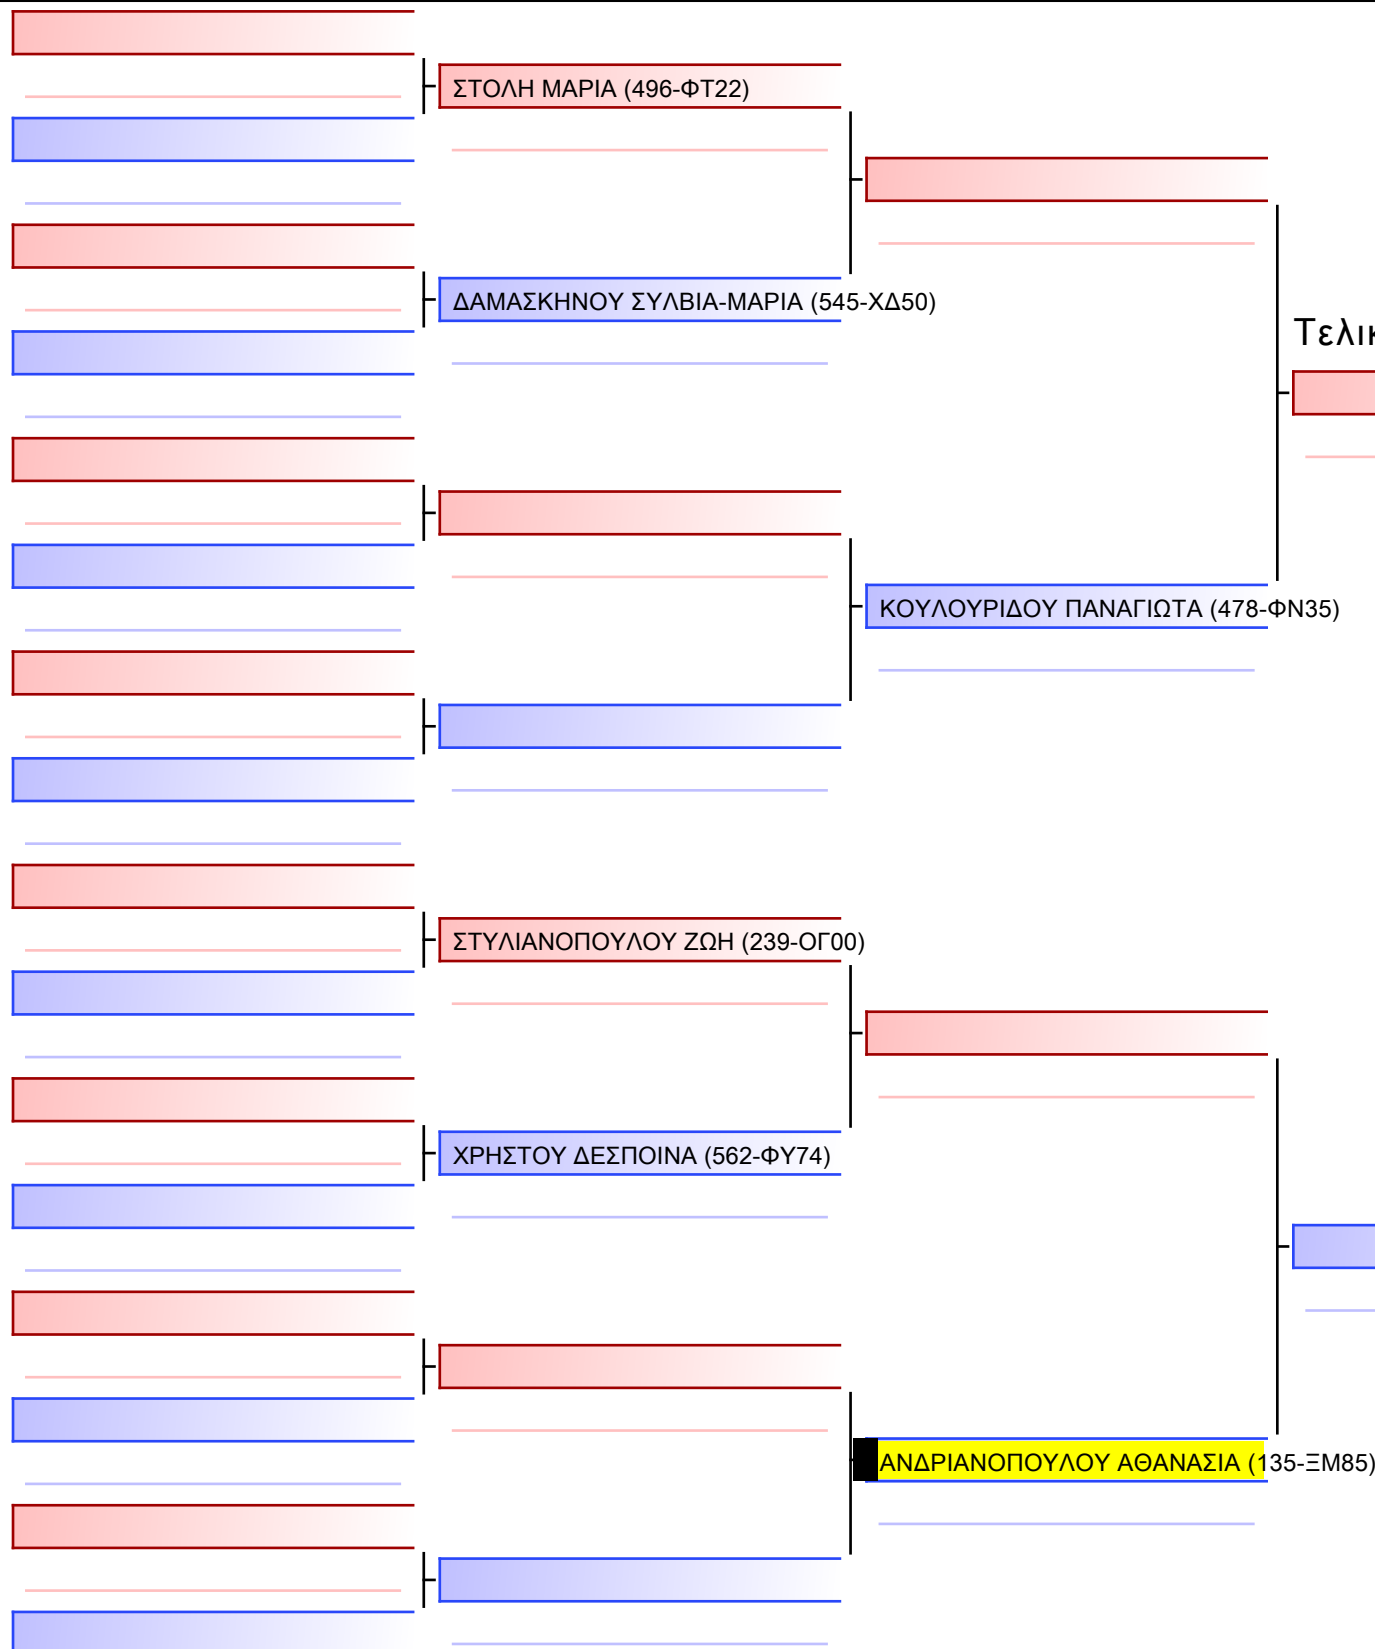 ΣΤΟΛΗ ΜΑΡΙΑ (496-ΦΤ22)
ΔΑΜΑΣΚΗΝΟΥ ΣΥΛΒΙΑ-ΜΑΡΙΑ (545-ΧΔ50)
Τελικ
ΚΟΥΛΟΥΡΙΔΟΥ ΠΑΝΑΓΙΩΤΑ (478-ΦΝ35)
ΣΤΥΛΙΑΝΟΠΟΥΛΟΥ ΖΩΗ (239-ΟΓ00)
ΧΡΗΣΤΟΥ ΔΕΣΠΟΙΝΑ (562-ΦΥ74)
ΑΝΔΡΙΑΝΟΠΟΥΛΟΥ ΑΘΑΝΑΣΙΑ (135-ΞΜ85)